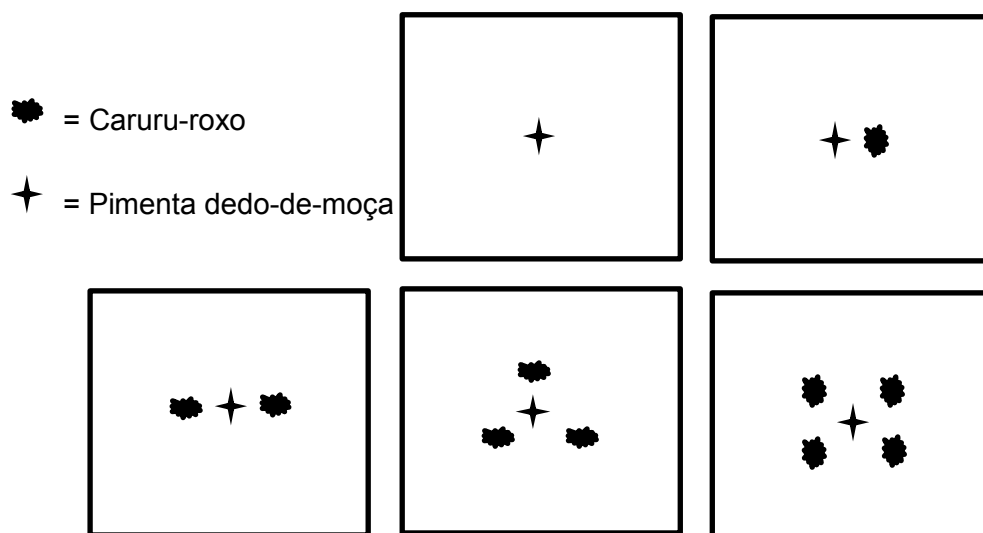 = Caruru-roxo
= Pimenta dedo-de-moça